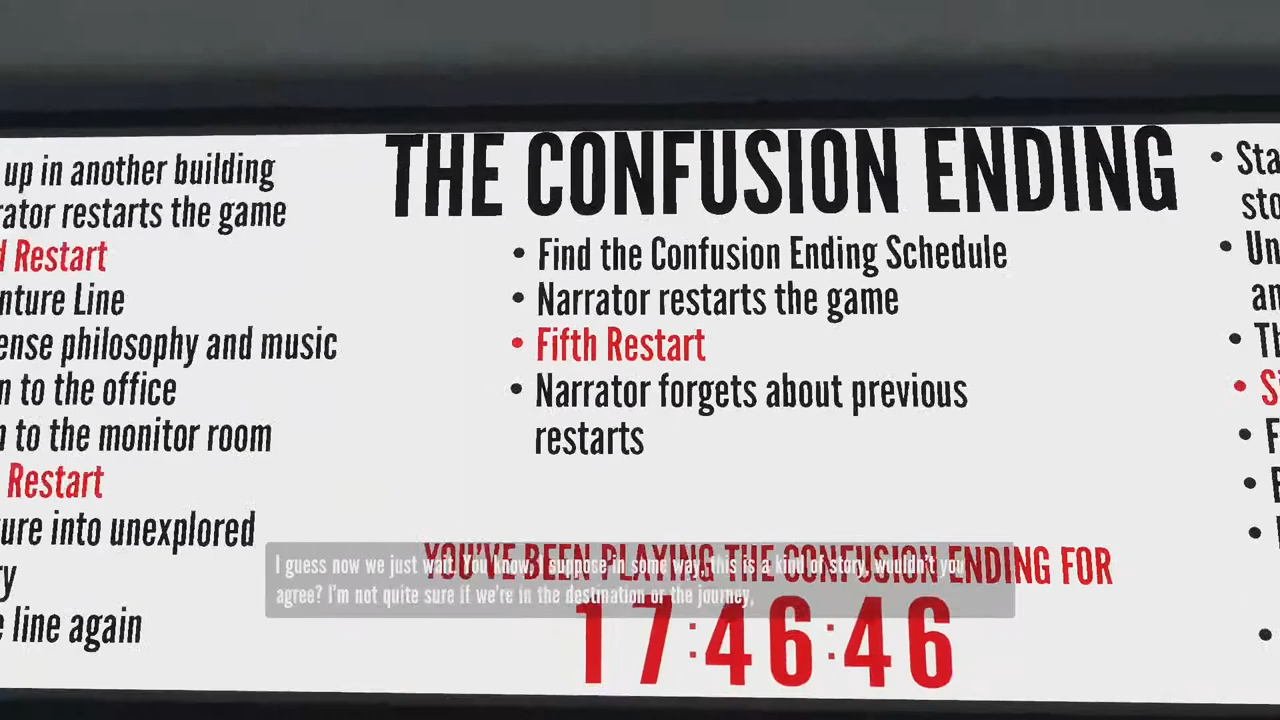 up in another building
rator restarts the game
Restart
nture Line
ense philosophy and music
n to the office
n to the monitor room
Restart
ure into unexplored
y
e line again
THE CONFUSION ENDING
• Find the Confusion Ending Schedule
• Narrator restarts the game
• Fifth Restart
• Narrator forgets about previous
restarts
YOU'VE BEEN PLAYING THE CONFUSION ENDING FOR
17:46:46
I guess now we just wait. You know, I suppose in some way, this is a kind of story, wouldn't you
agree? I'm not quite sure if we're in the destination or the journey,
• Sta
sto
• Un
an
• Th
• Si
• F